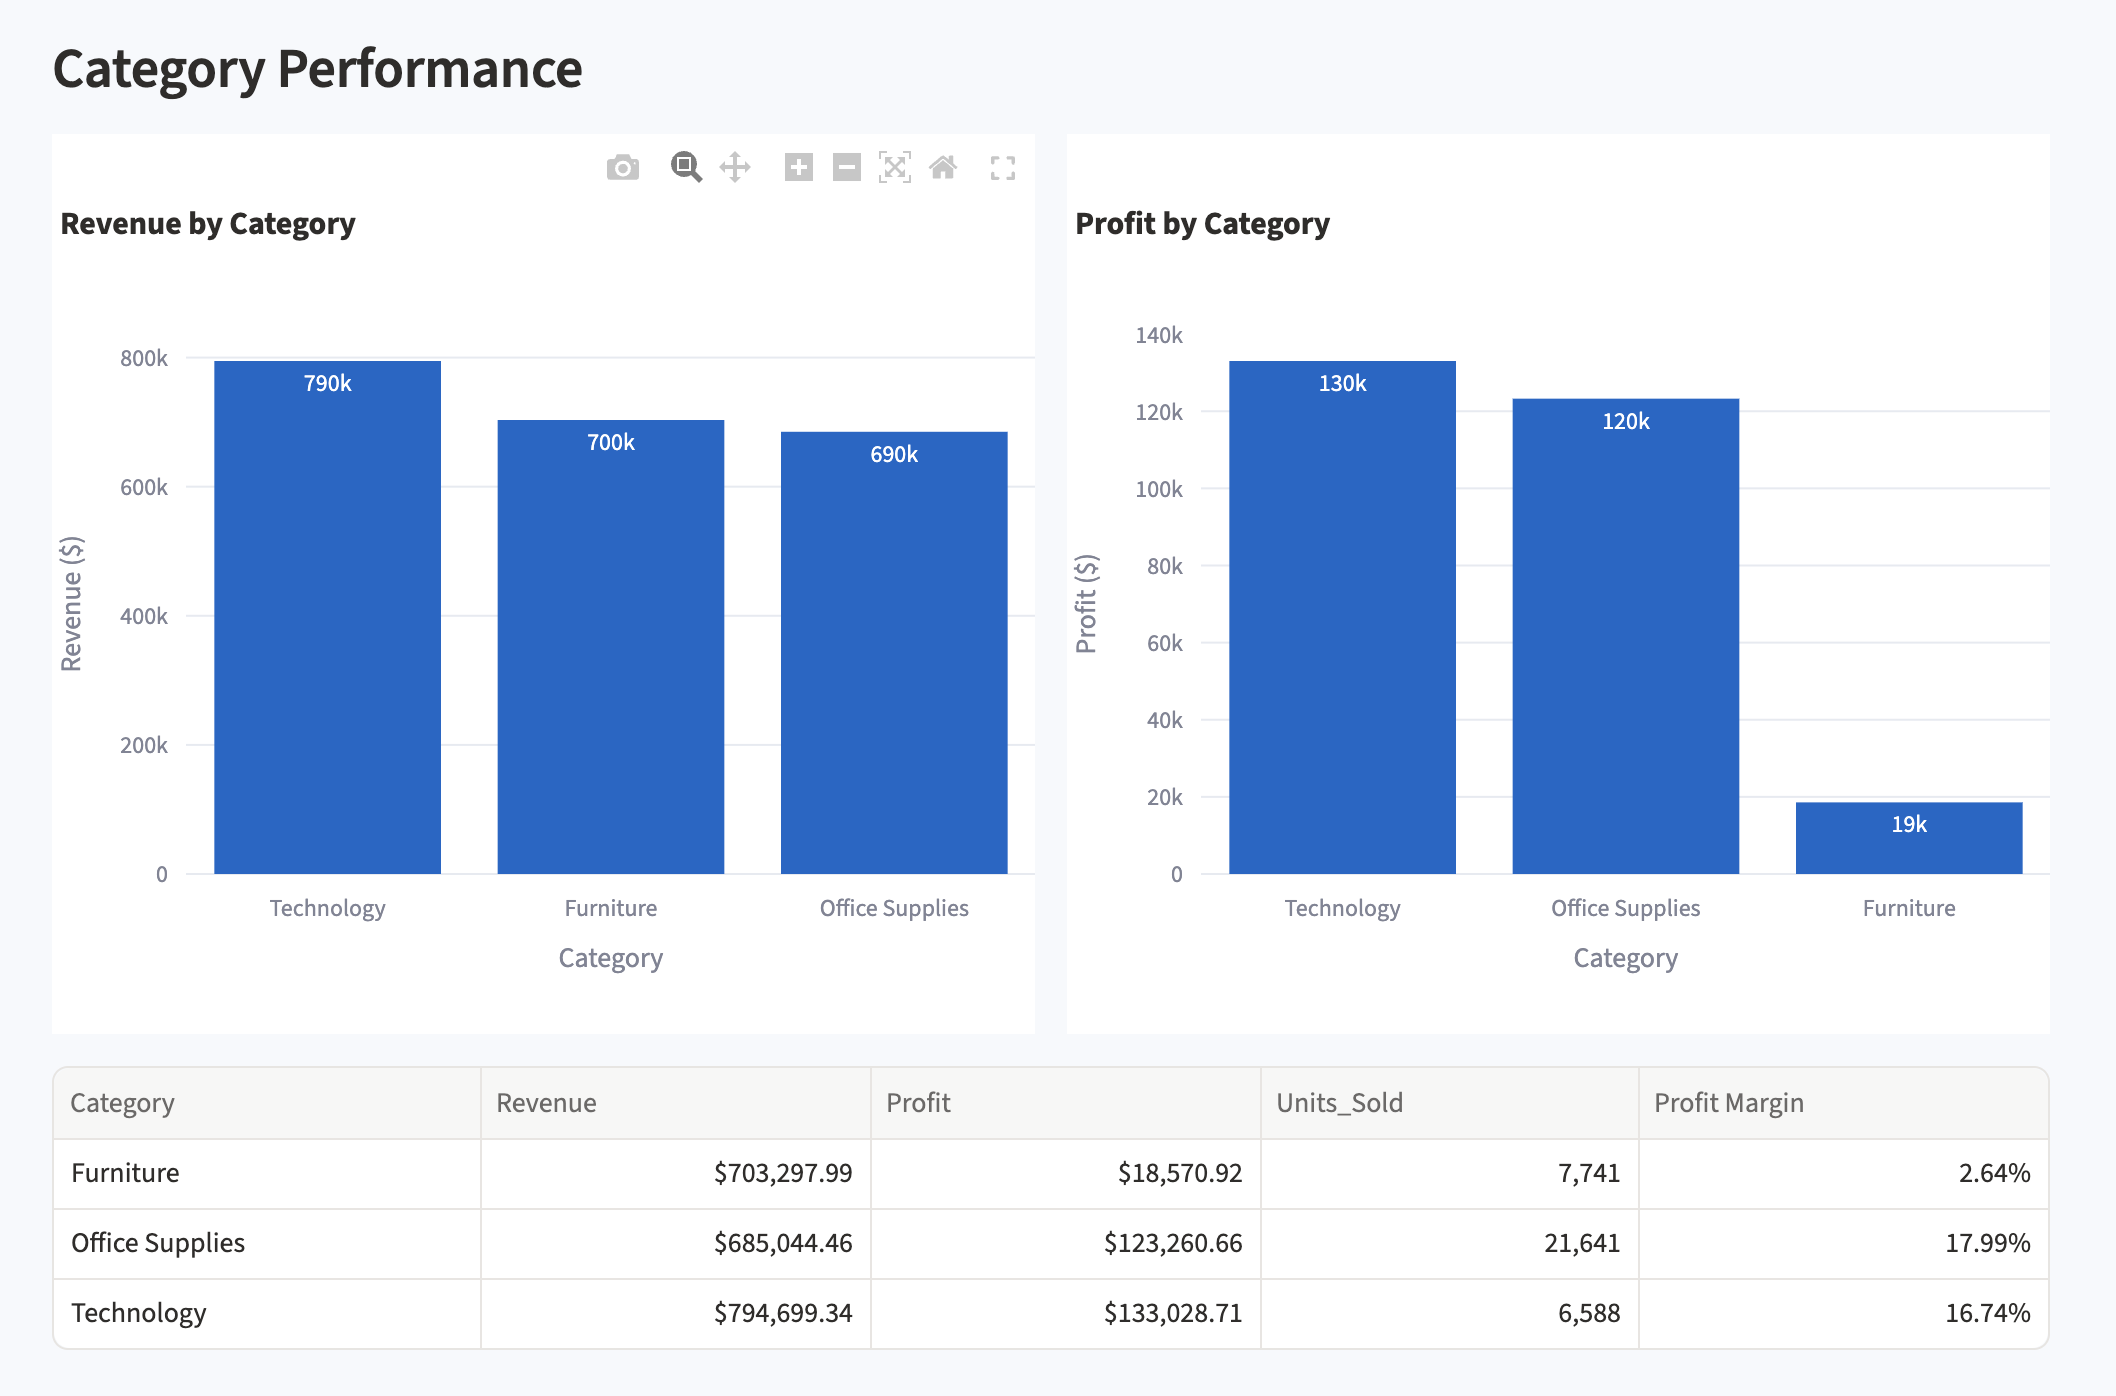 Category Performance
Revenue by Category
800k
600k
400k
200k
0
Revenue ($)
790k
700k
690k
Technology
Furniture
Office Supplies
Category
Profit by Category
140k
120k
100k
80k
60k
40k
20k
0
Profit ($)
130k
120k
19k
Technology
Office Supplies
Furniture
Category
Category Revenue Profit Units_Sold Profit Margin
Furniture $703,297.99 $18,570.92 7,741 2.64%
Office Supplies $685,044.46 $123,260.66 21,641 17.99%
Technology $794,699.34 $133,028.71 6,588 16.74%